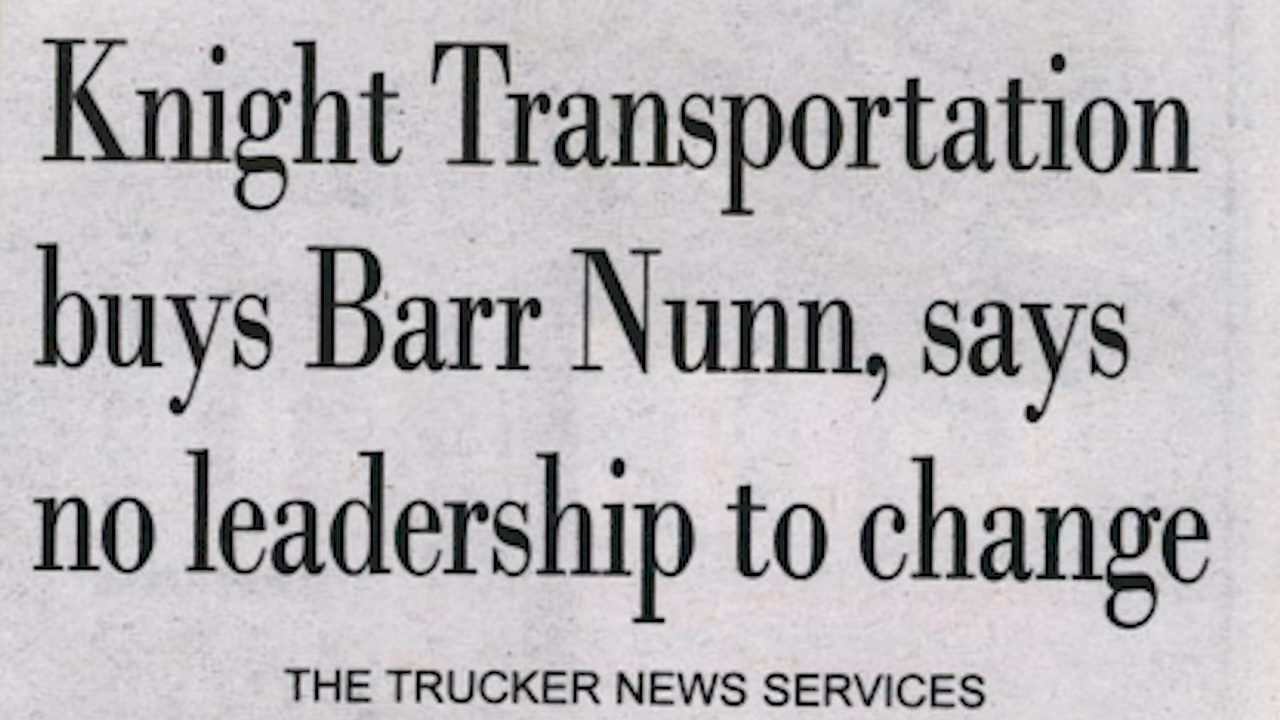 Knight Transportation
buys Barr Nunn, says
no leadership to change
THE TRUCKER NEWS SERVICES